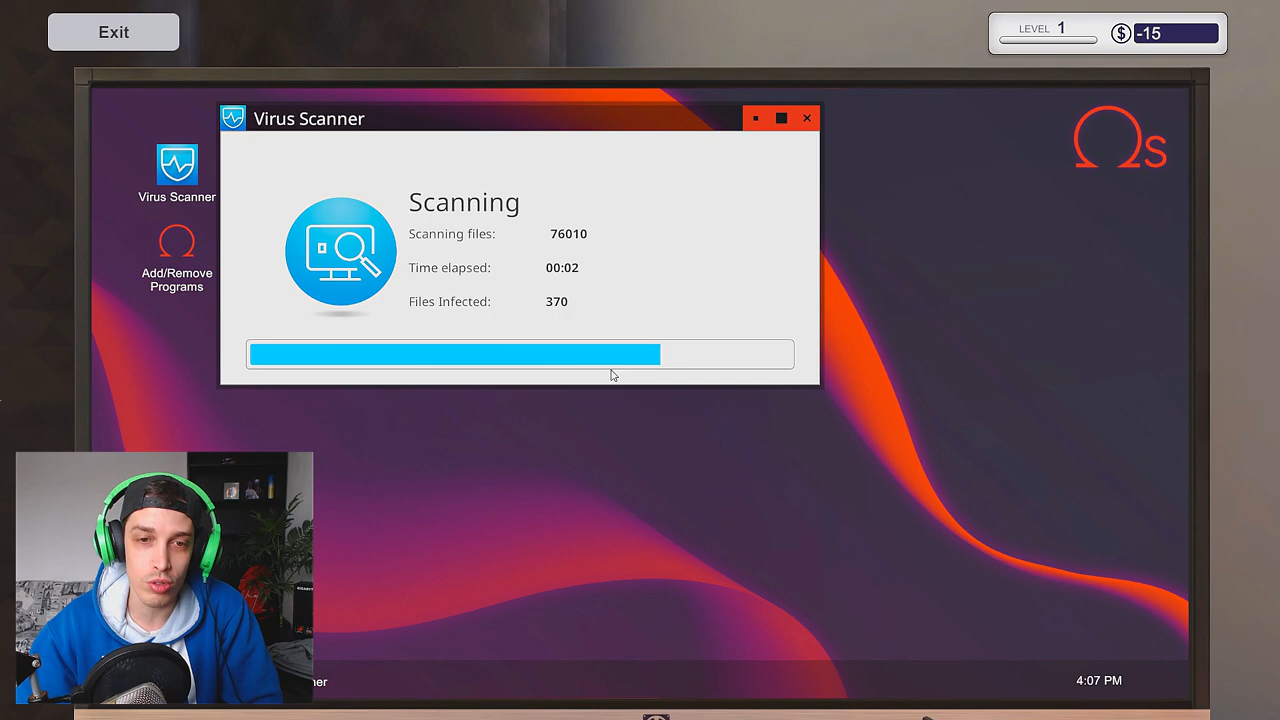 Exit
LEVEL 1
$ -15
Virus Scanner
Ωs
Virus Scanner
Scanning
Scanning files: 76010
Time elapsed: 00:02
Files Infected: 370
Add/Remove
Programs
ner
4:07 PM